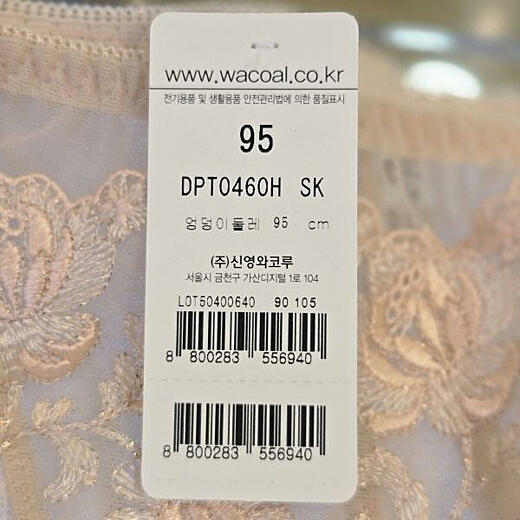 www.wacoal.co.kr
전기용품 및 생활용품 안전관리법에 의한 품질표시
95
DPT0460H SK
엉덩이둘레 95 cm
(주)신영와코루
서울시 금천구 가산디지털 1로 104
LOT50400640 90 105
8 800283 556940
8 800283 556940